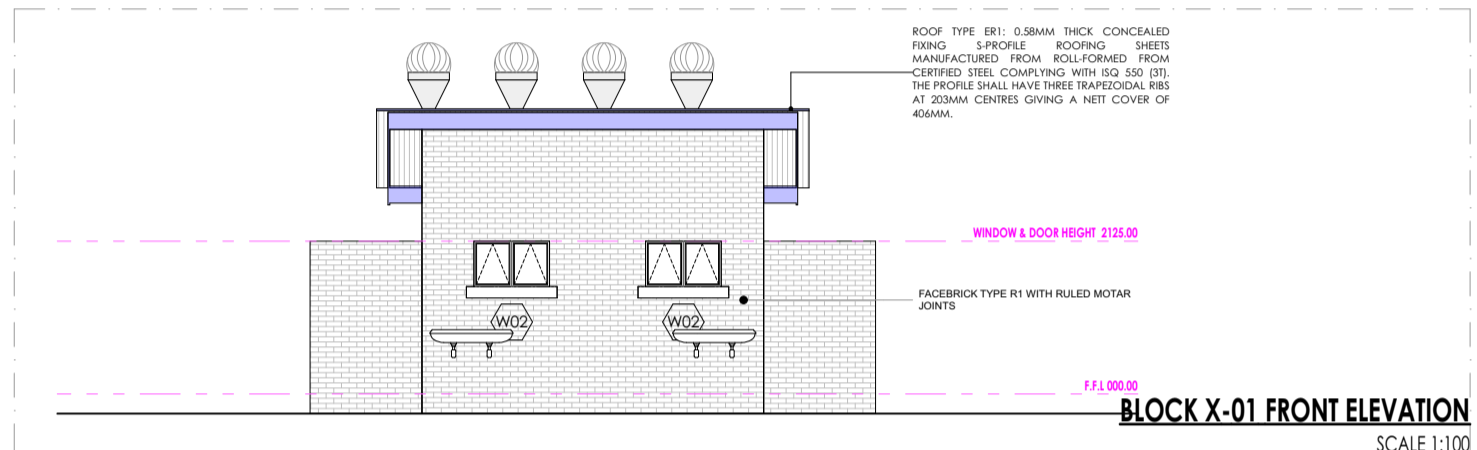 ROOF TYPE ER1: 0.58MM THICK CONCEALED
FIXING S-PROFILE ROOFING SHEETS
MANUFACTURED FROM ROLL-FORMED FROM
CERTIFIED STEEL COMPLYING WITH ISQ 550 (3T).
THE PROFILE SHALL HAVE THREE TRAPEZOIDAL RIBS
AT 203MM CENTRES GIVING A NETT COVER OF
406MM.
WINDOW & DOOR HEIGHT 2125.00
FACEBRICK TYPE R1 WITH RULED MOTAR
JOINTS
W02
W02
F.F.L 000.00
BLOCK X-01 FRONT ELEVATION
SCALE 1:100